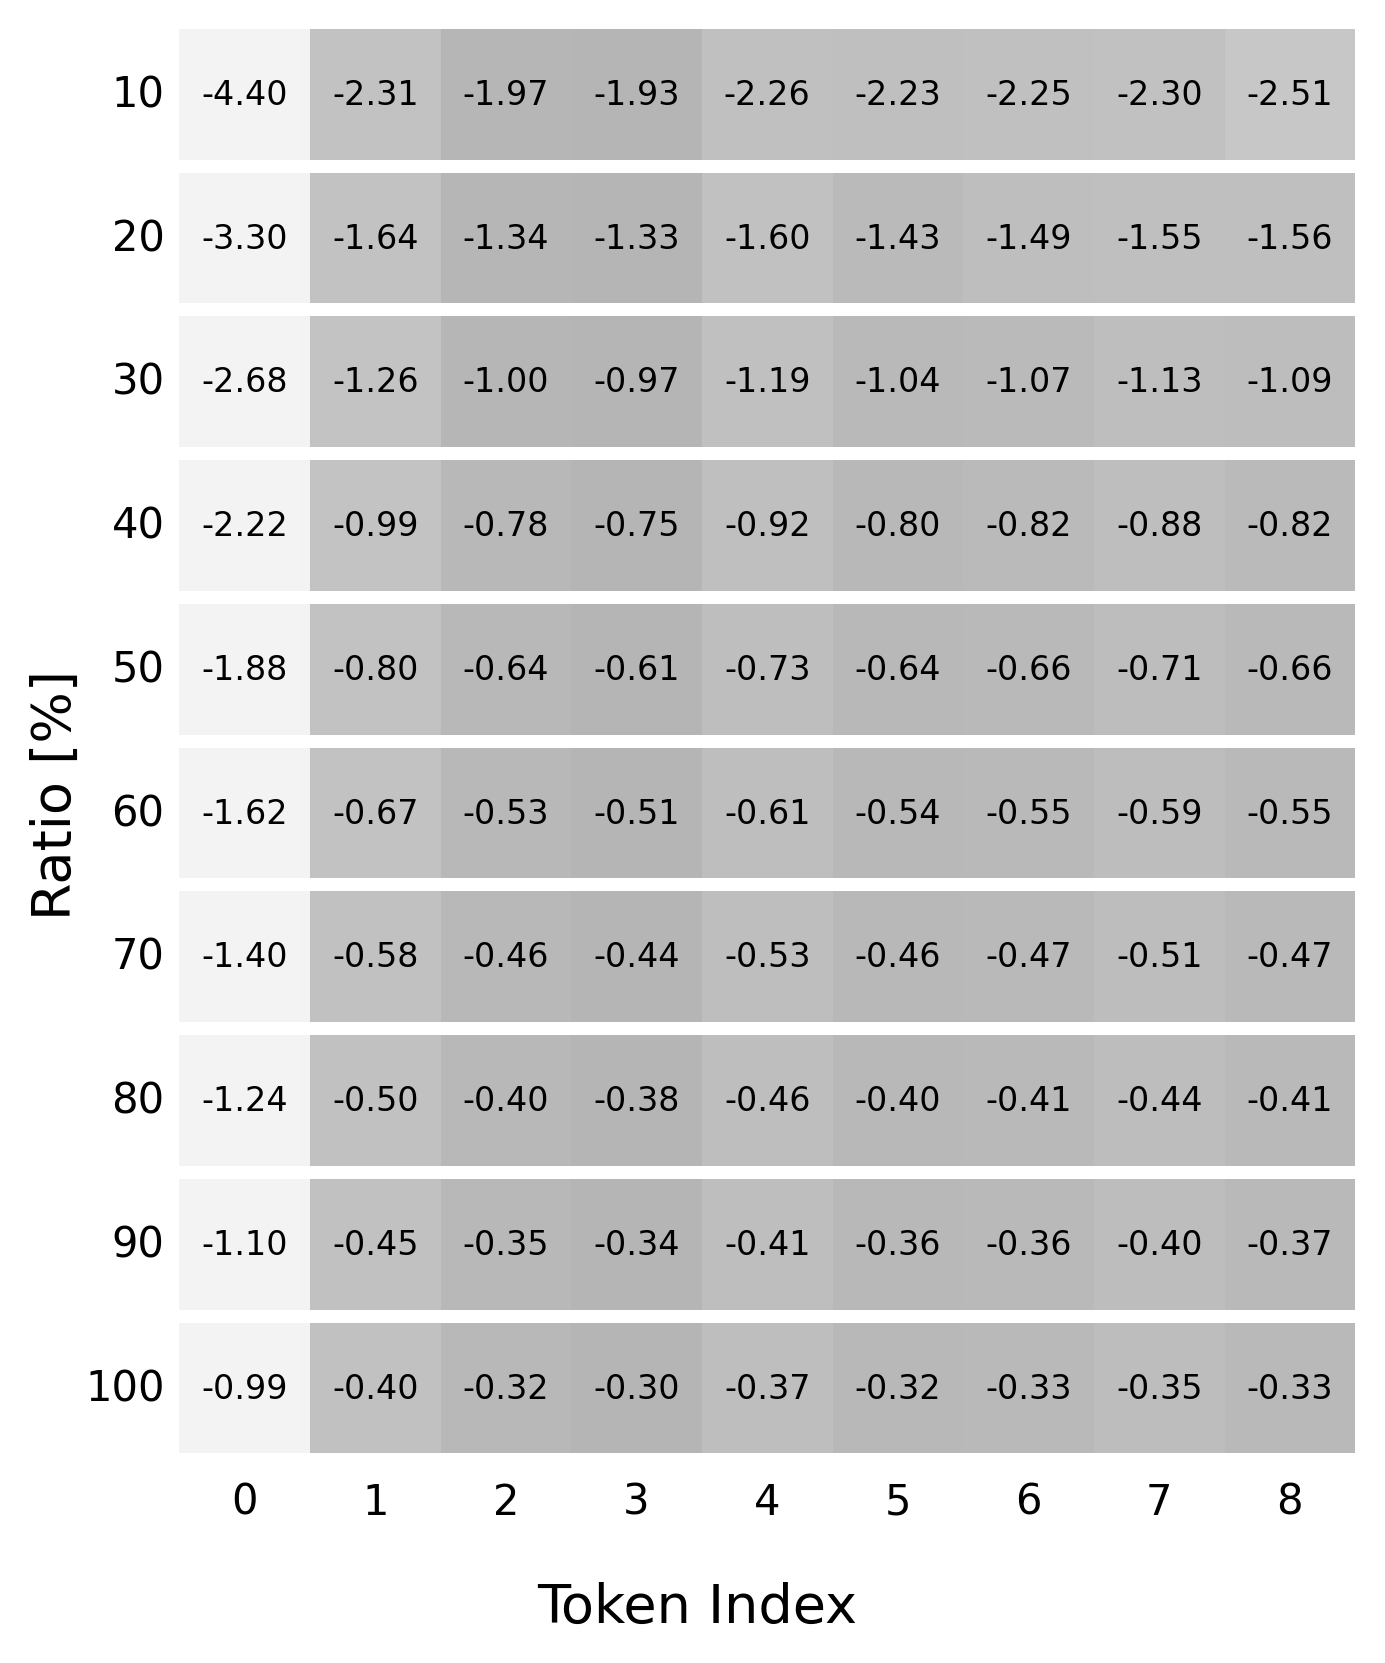 10 -4.40 -2.31 -1.97 -1.93 -2.26 -2.23 -2.25 -2.30 -2.51
20 -3.30 -1.64 -1.34 -1.33 -1.60 -1.43 -1.49 -1.55 -1.56
30 -2.68 -1.26 -1.00 -0.97 -1.19 -1.04 -1.07 -1.13 -1.09
40 -2.22 -0.99 -0.78 -0.75 -0.92 -0.80 -0.82 -0.88 -0.82
50 -1.88 -0.80 -0.64 -0.61 -0.73 -0.64 -0.66 -0.71 -0.66
60 -1.62 -0.67 -0.53 -0.51 -0.61 -0.54 -0.55 -0.59 -0.55
70 -1.40 -0.58 -0.46 -0.44 -0.53 -0.46 -0.47 -0.51 -0.47
80 -1.24 -0.50 -0.40 -0.38 -0.46 -0.40 -0.41 -0.44 -0.41
90 -1.10 -0.45 -0.35 -0.34 -0.41 -0.36 -0.36 -0.40 -0.37
100 -0.99 -0.40 -0.32 -0.30 -0.37 -0.32 -0.33 -0.35 -0.33
0 1 2 3 4 5 6 7 8
Token Index
Ratio [%]